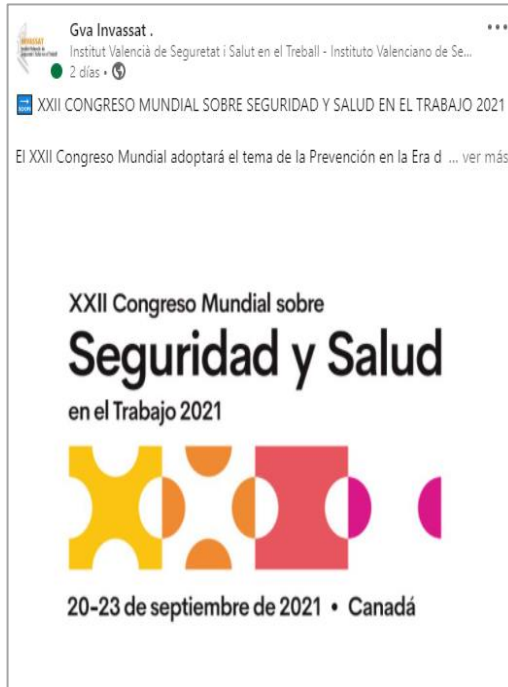 INVASSAT
Gva Invassat .
Institut Valencià de Seguretat i Salut en el Treball - Instituto Valenciano de Se...
2 días •
XXII CONGRESO MUNDIAL SOBRE SEGURIDAD Y SALUD EN EL TRABAJO 2021
El XXII Congreso Mundial adoptará el tema de la Prevención en la Era d ... ver más
XXII Congreso Mundial sobre
Seguridad y Salud
en el Trabajo 2021
20-23 de septiembre de 2021 • Canadá